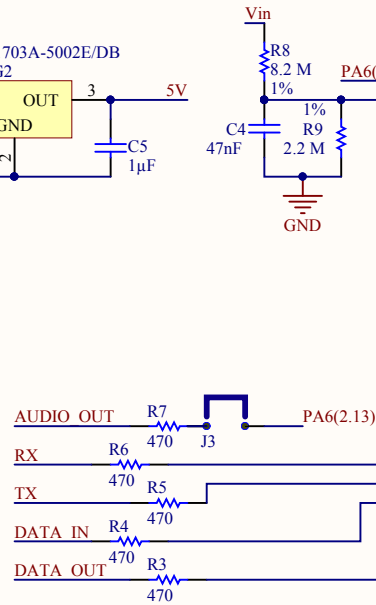 Vin
703A-5002E/DB
R8
8.2 M
1%
PA6(
OUT
3
5V
GND
2
C5
1µF
C4
47nF
1%
R9
2.2 M
GND
AUDIO_OUT
R7
470
J3
PA6(2.13)
RX
R6
470
TX
R5
470
DATA_IN
R4
470
DATA_OUT
R3
470